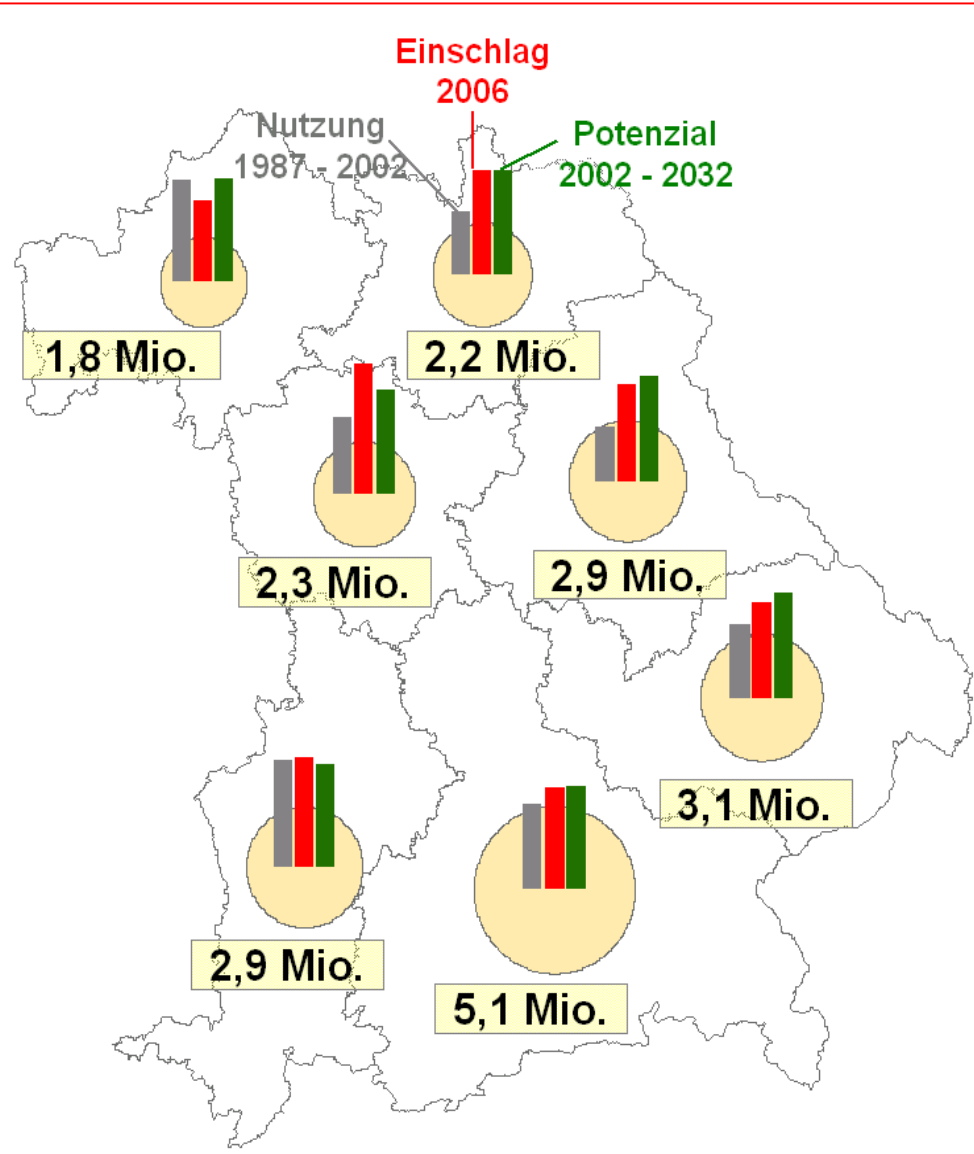 Einschlag
2006
Nutzung
1987 - 2002
Potenzial
2002 - 2032
1,8 Mio.
2,2 Mio.
2,3 Mio.
2,9 Mio.
3,1 Mio.
2,9 Mio.
5,1 Mio.